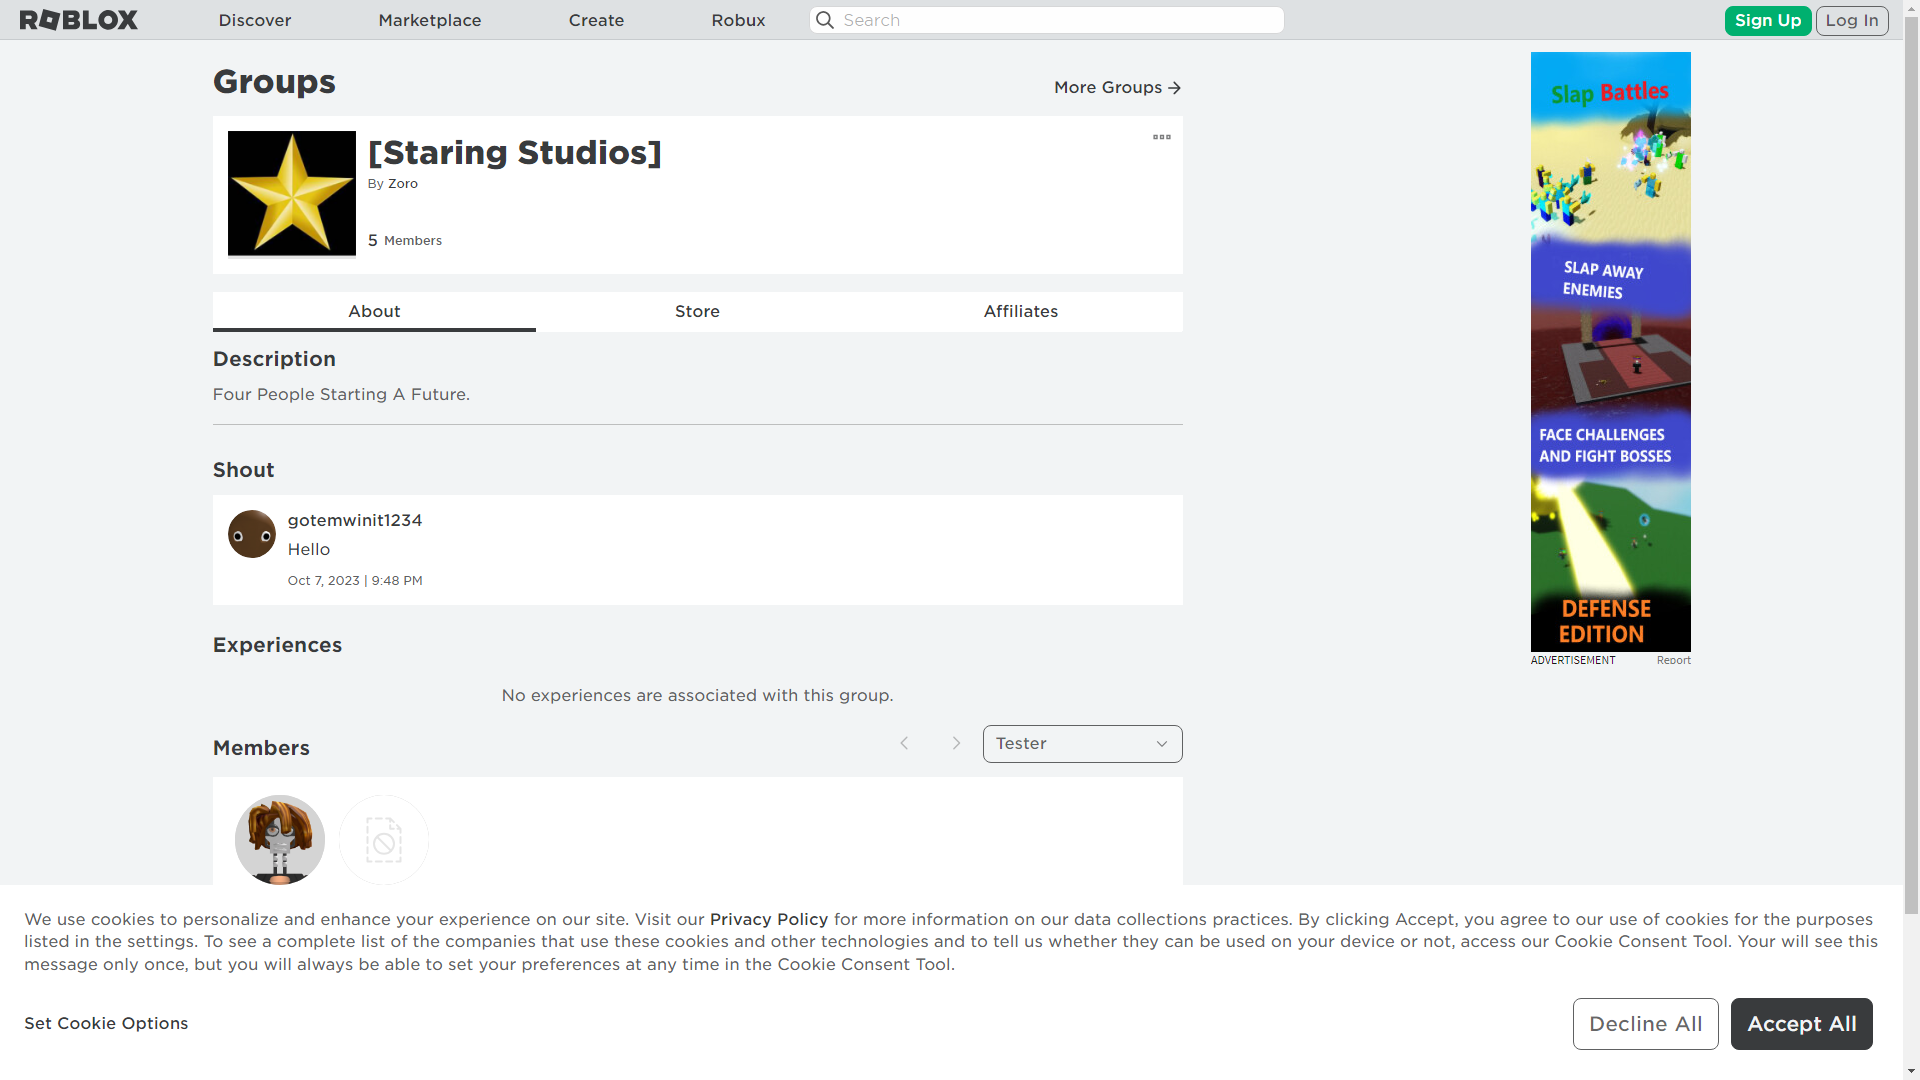 ROBLOX
Discover
Marketplace
Create
Robux
Search
Sign Up
Log In
Groups
More Groups
[Staring Studios]
By Zoro
5 Members
About
Store
Affiliates
Description
Four People Starting A Future.
Shout
gotemwinit1234
Hello
Oct 7, 2023 | 9:48 PM
Experiences
No experiences are associated with this group.
Members
Tester
Slap Battles
SLAP AWAY
ENEMIES
FACE CHALLENGES
AND FIGHT BOSSES
DEFENSE
EDITION
ADVERTISEMENT
Report
We use cookies to personalize and enhance your experience on our site. Visit our Privacy Policy for more information on our data collections practices. By clicking Accept, you agree to our use of cookies for the purposes
listed in the settings. To see a complete list of the companies that use these cookies and other technologies and to tell us whether they can be used on your device or not, access our Cookie Consent Tool. Your will see this
message only once, but you will always be able to set your preferences at any time in the Cookie Consent Tool.
Set Cookie Options
Decline All
Accept All